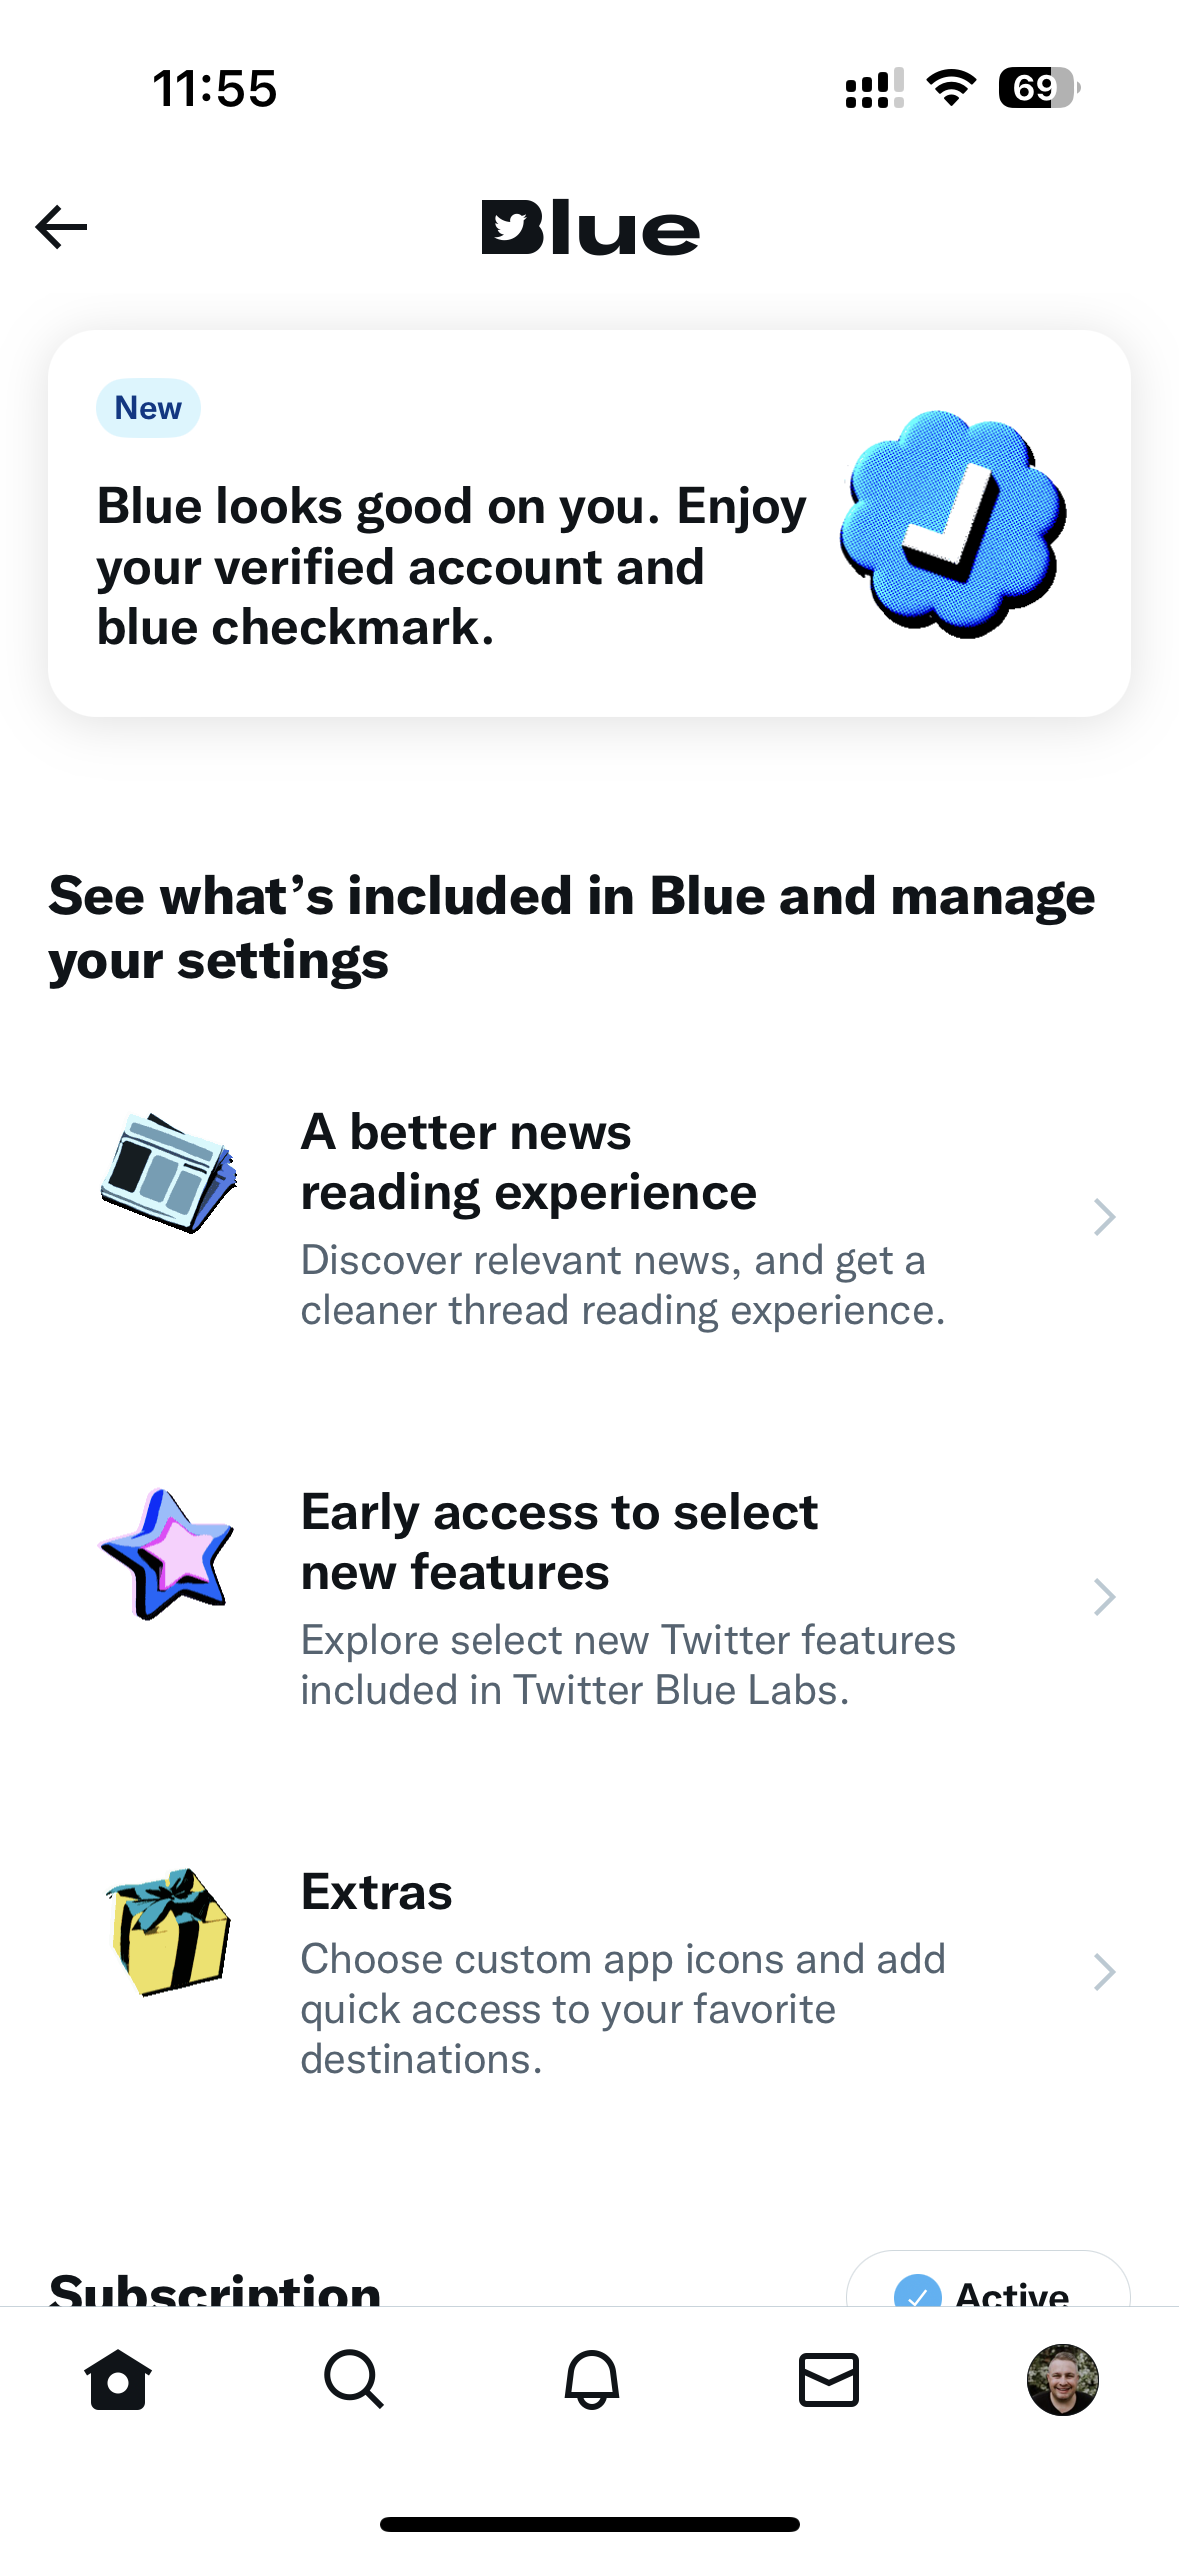 11:55
69
Blue
New
Blue looks good on you. Enjoy
your verified account and
blue checkmark.
See what’s included in Blue and manage
your settings
A better news
reading experience
Discover relevant news, and get a
cleaner thread reading experience.
Early access to select
new features
Explore select new Twitter features
included in Twitter Blue Labs.
Extras
Choose custom app icons and add
quick access to your favorite
destinations.
Subscription
Active